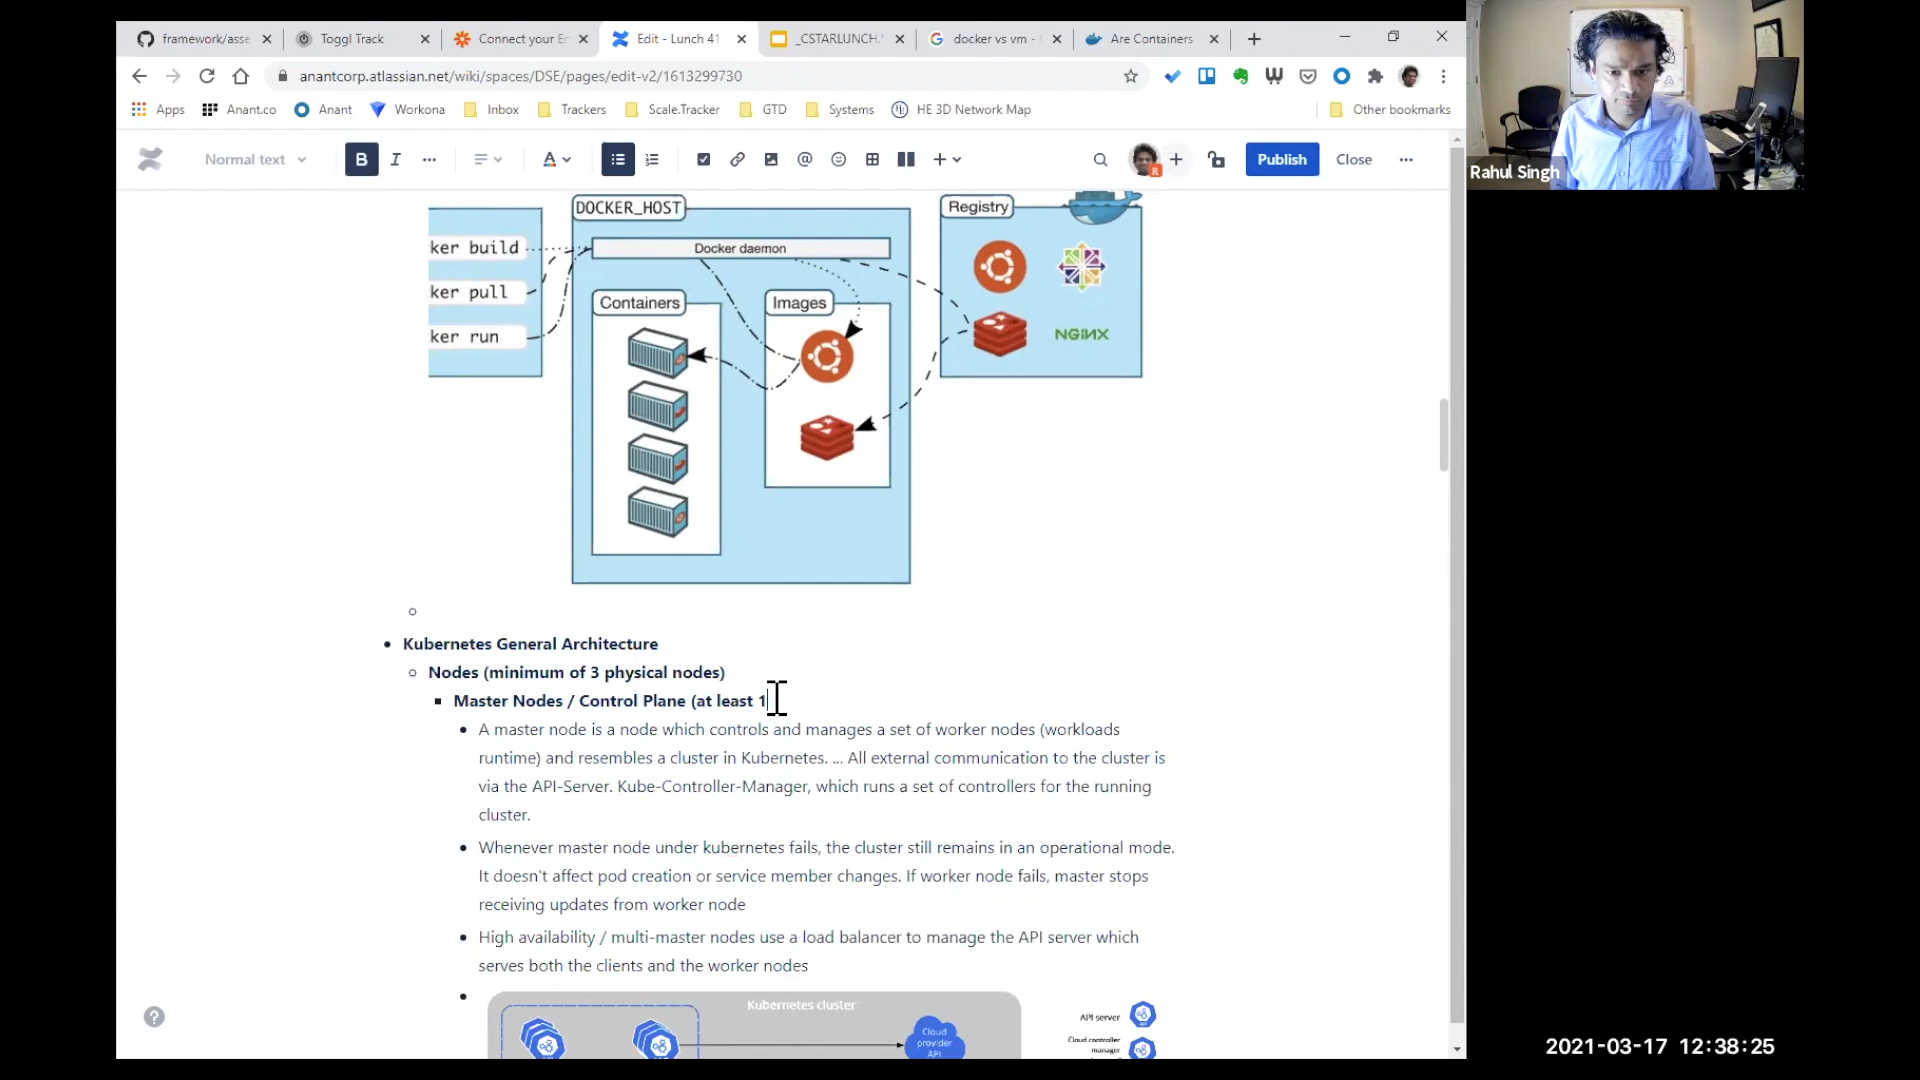 framework/asse
Toggl Track
Connect your Er
Edit - Lunch 41
_CSTARLUNCH.
docker vs vm -
Are Containers
anantcorp.atlassian.net/wiki/spaces/DSE/pages/edit-v2/1613299730
Apps
Anant.co
Anant
Workona
Inbox
Trackers
Scale.Tracker
GTD
Systems
HE 3D Network Map
Other bookmarks
Normal text
B
I
A
R
Publish
Close
Rahul Singh
DOCKER_HOST
Registry
ker build
Docker daemon
ker pull
Containers
Images
ker run
NGINX
Kubernetes General Architecture
Nodes (minimum of 3 physical nodes)
Master Nodes / Control Plane (at least 1
A master node is a node which controls and manages a set of worker nodes (workloads
runtime) and resembles a cluster in Kubernetes. ... All external communication to the cluster is
via the API-Server. Kube-Controller-Manager, which runs a set of controllers for the running
cluster.
Whenever master node under kubernetes fails, the cluster still remains in an operational mode.
It doesn't affect pod creation or service member changes. If worker node fails, master stops
receiving updates from worker node
High availability / multi-master nodes use a load balancer to manage the API server which
serves both the clients and the worker nodes
Kubernetes cluster
API server
Cloud
provider
API
Cloud controller
manager
2021-03-17 12:38:25